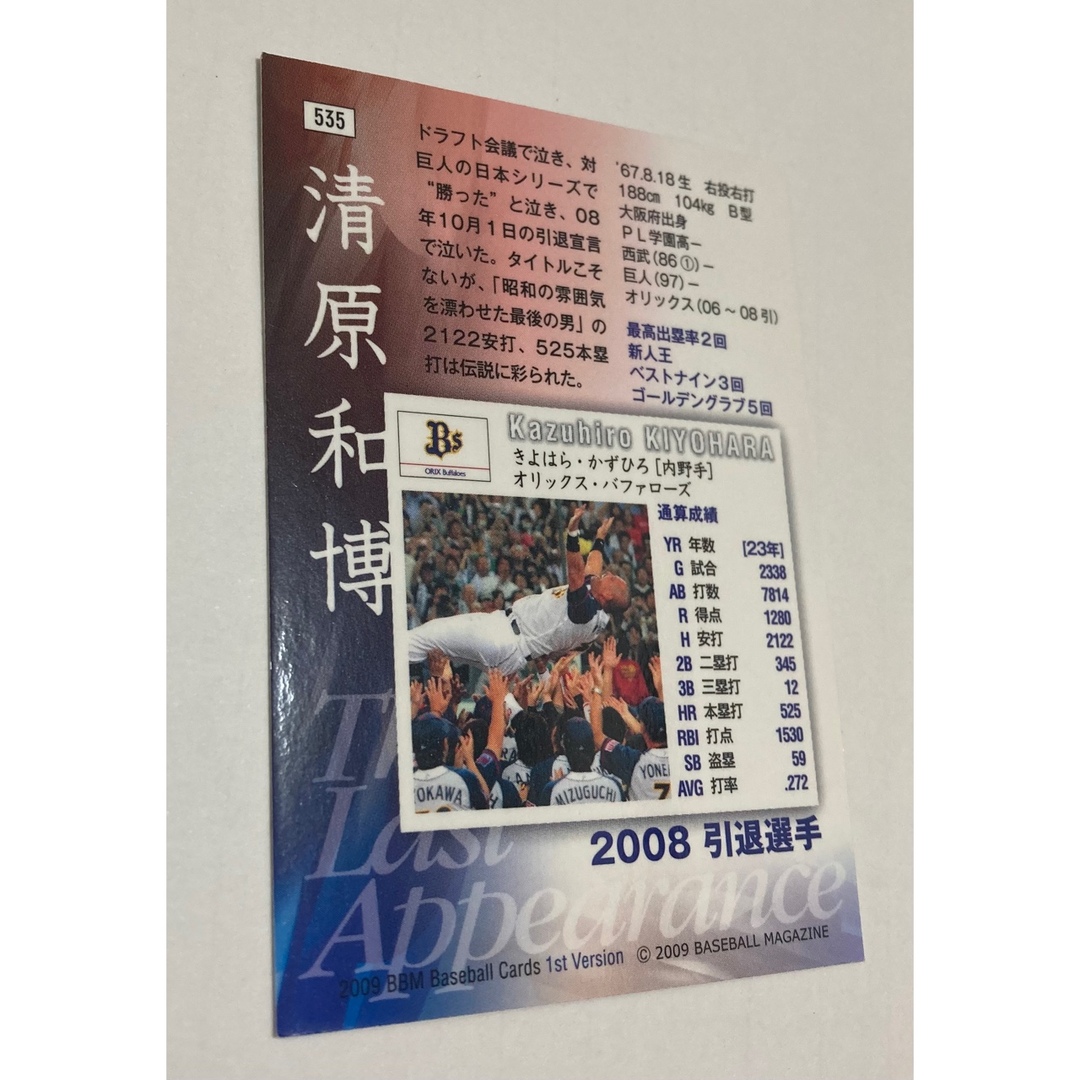 535
清原和博
ドラフト会議で泣き、対
巨人の日本シリーズで
“勝った”と泣き、08
年10月1日の引退宣言
で泣いた。タイトルこそ
ないが、「昭和の雰囲気
を漂わせた最後の男」の
2122安打、525本塁
打は伝説に彩られた。
'67.8.18生 右投右打
188㎝ 104㎏ B型
大阪府出身
PL学園高ー
西武(86①)ー
巨人(97)ー
オリックス(06～08引)
最高出塁率2回
新人王
ベストナイン3回
ゴールデングラブ5回
Bs
ORIX Buffaloes
Kazuhiro KIYOHARA
きよはら・かずひろ [内野手]
オリックス・バファローズ
通算成績
YR 年数 [23年]
G 試合 2338
AB 打数 7814
R 得点 1280
H 安打 2122
2B 二塁打 345
3B 三塁打 12
HR 本塁打 525
RBI 打点 1530
SB 盗塁 59
AVG 打率 .272
OKAWA
MIZUGUCHI
YONE
7
2008 引退選手
The
Last
Appearance
2009 BBM Baseball Cards 1st Version © 2009 BASEBALL MAGAZINE